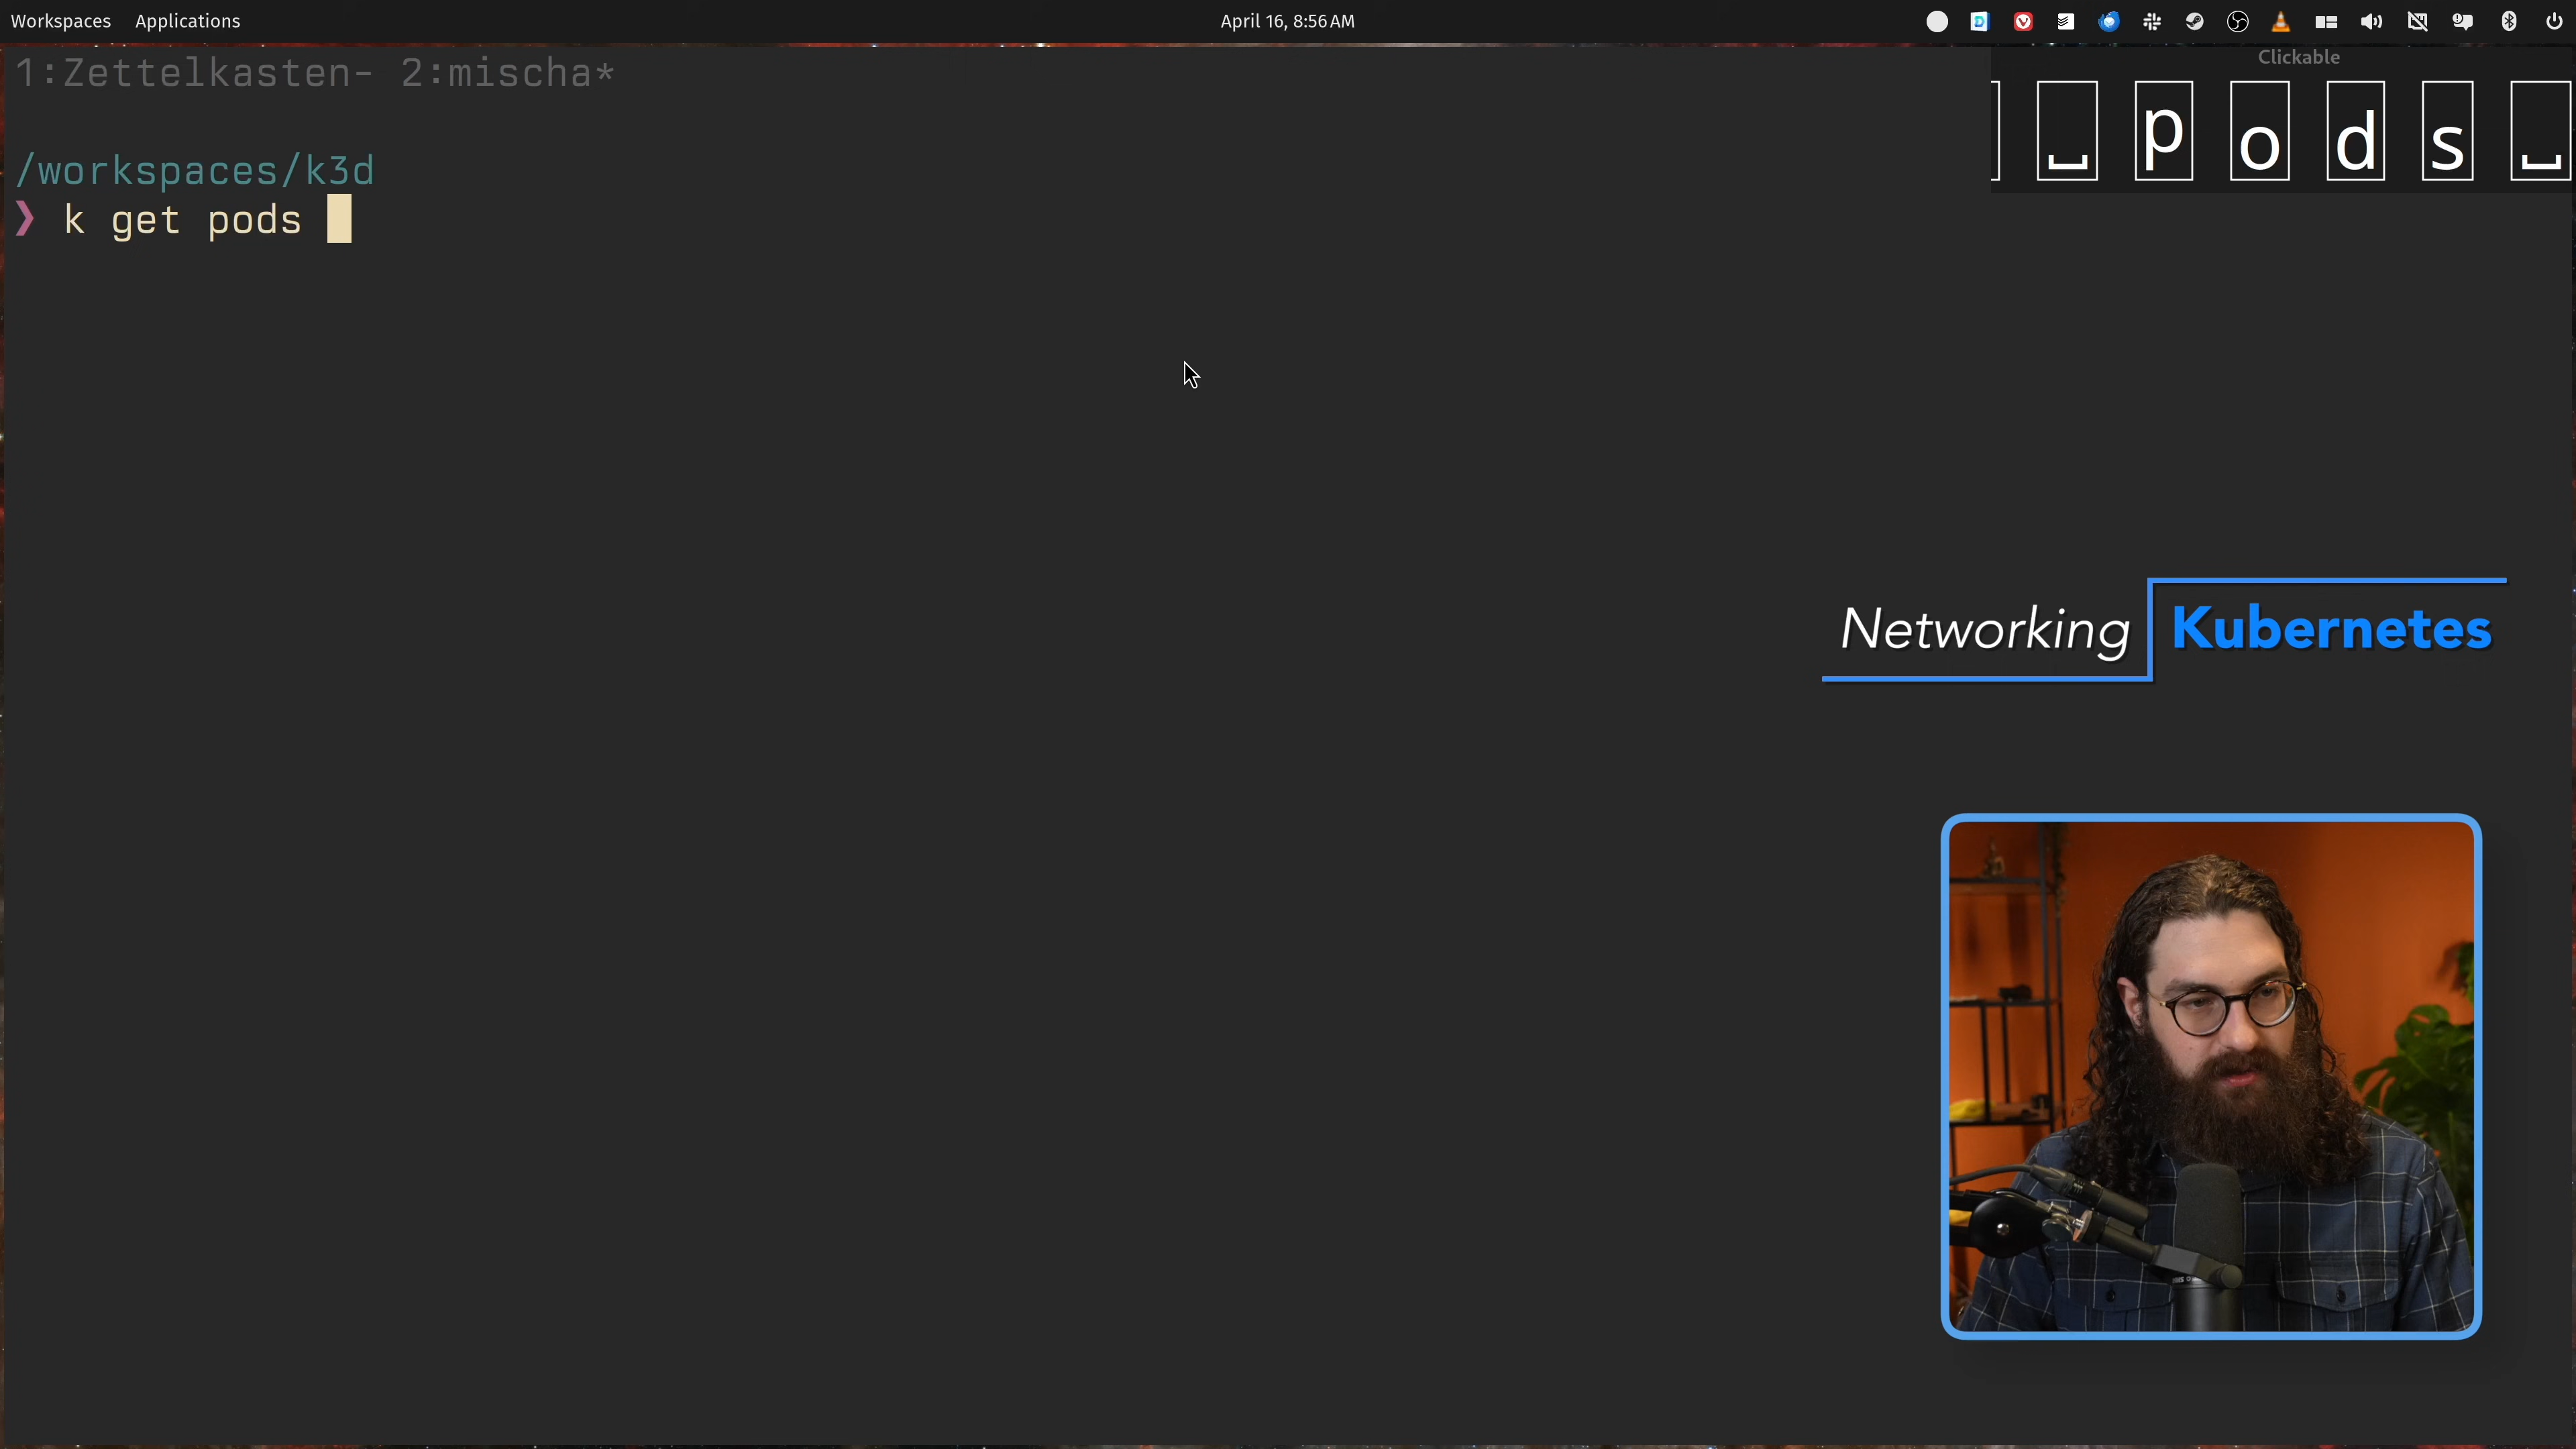 Workspaces Applications April 16, 8:56 AM
Clickable
1:Zettelkasten- 2:mischa*
␣ p o d s ␣
/workspaces/k3d
❯ k get pods
Networking Kubernetes